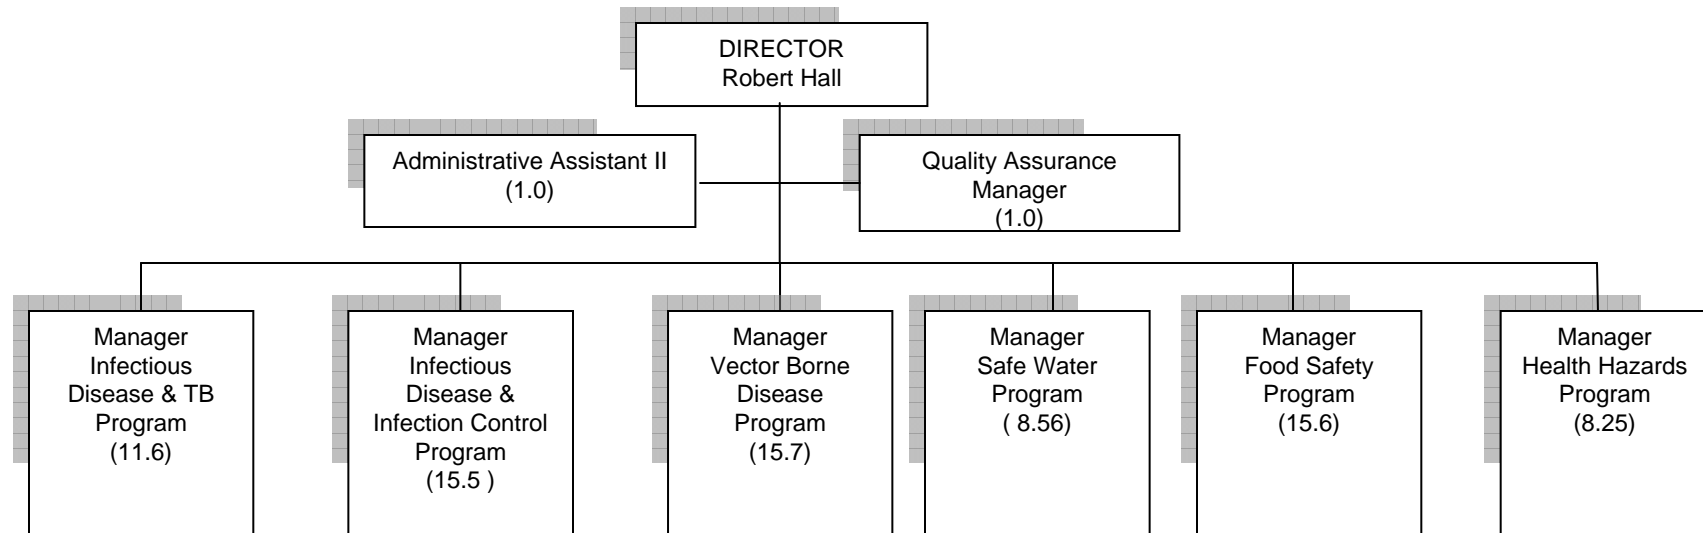 DIRECTOR
Robert Hall
Administrative Assistant II
(1.0)
Quality Assurance
Manager
(1.0)
Manager
Infectious
Disease & TB
Program
(11.6)
Manager
Infectious
Disease &
Infection Control
Program
(15.5 )
Manager
Vector Borne
Disease
Program
(15.7)
Manager
Safe Water
Program
( 8.56)
Manager
Food Safety
Program
(15.6)
Manager
Health Hazards
Program
(8.25)